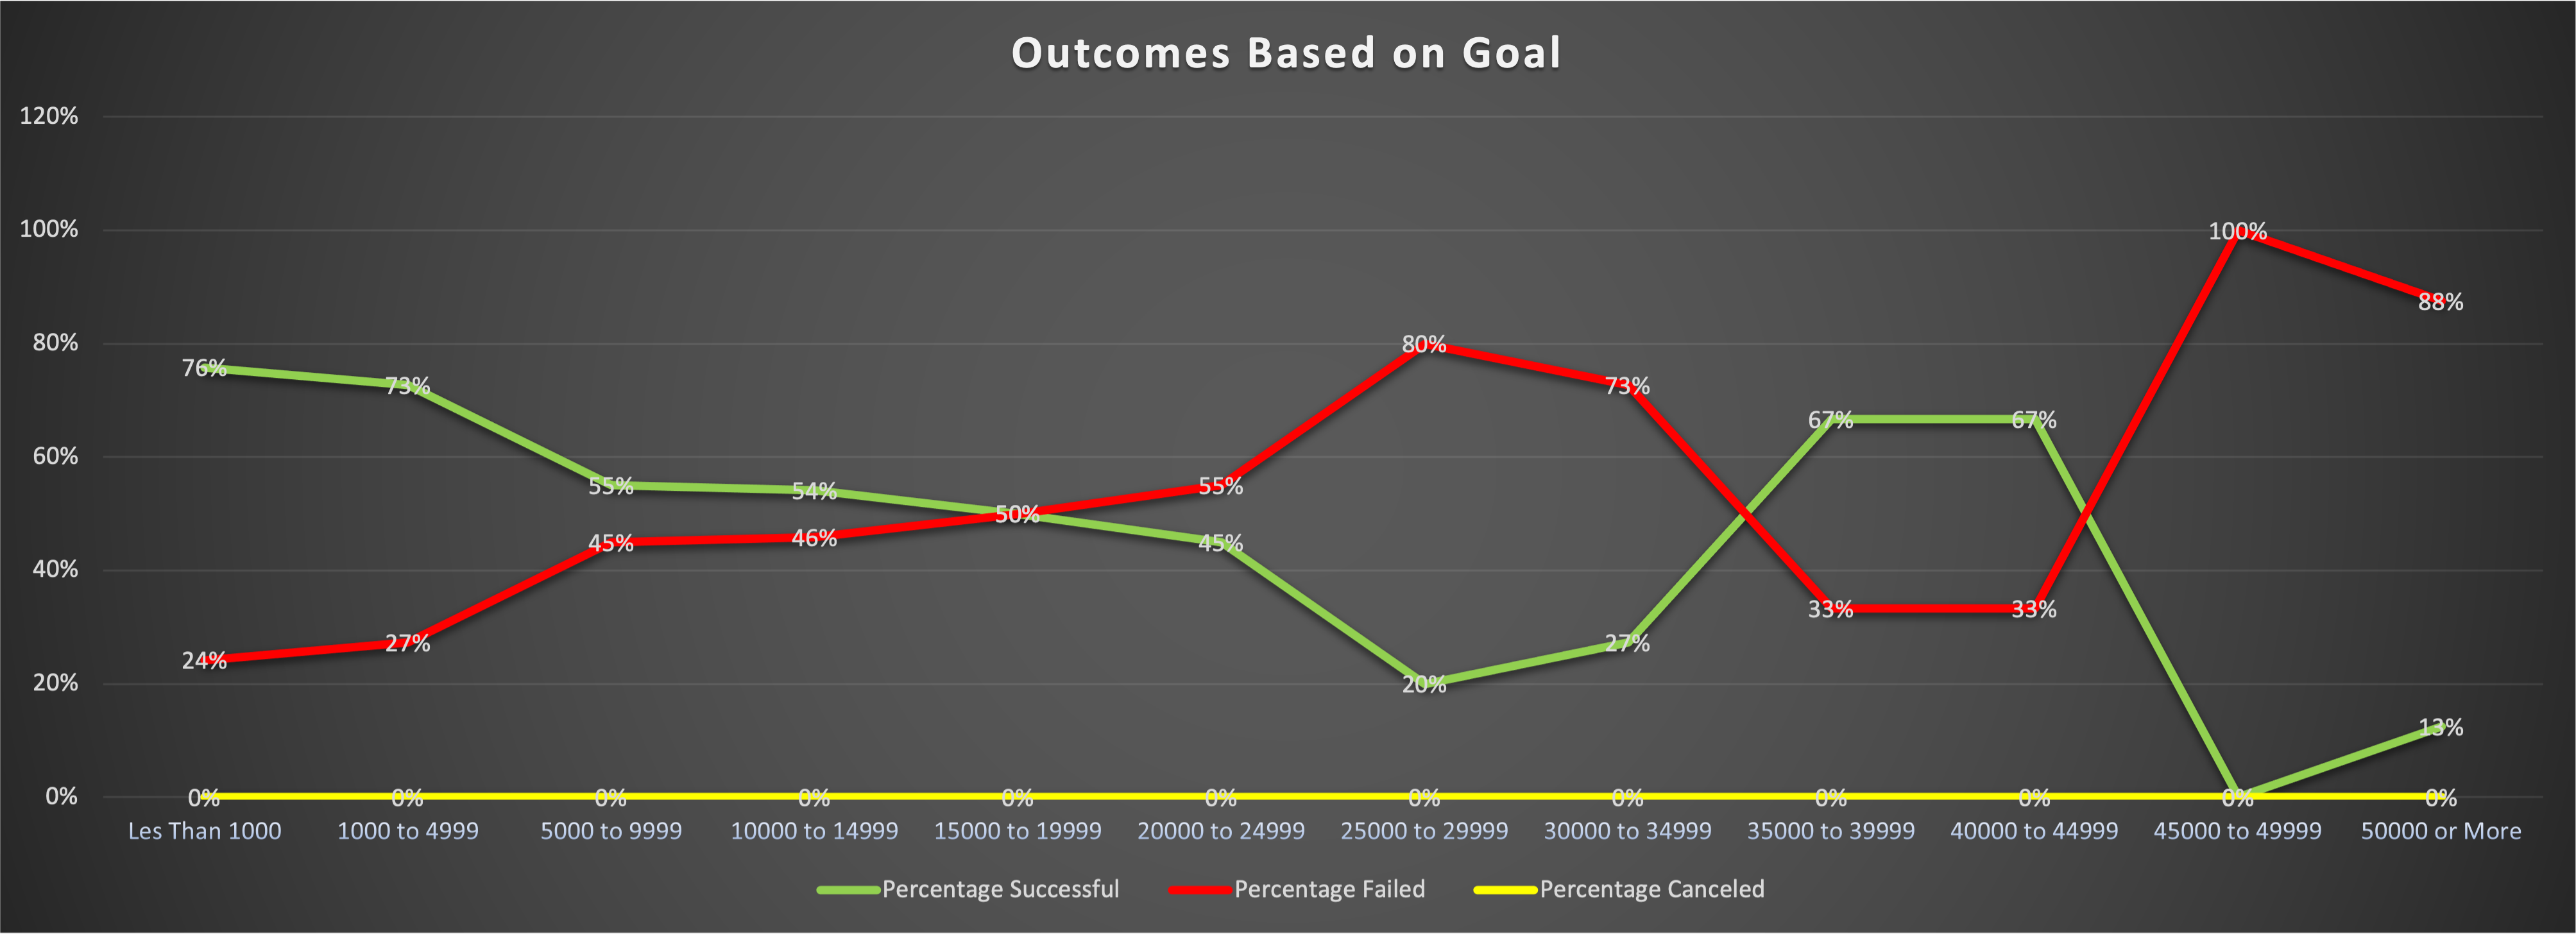 Outcomes Based on Goal
120%
100%
80%
60%
40%
20%
0%
76% 73% 55% 54% 50% 45% 20% 27% 67% 67% 0% 13%
24% 27% 45% 46% 50% 55% 80% 73% 33% 33% 100% 88%
0% 0% 0% 0% 0% 0% 0% 0% 0% 0% 0% 0%
Les Than 1000 1000 to 4999 5000 to 9999 10000 to 14999 15000 to 19999 20000 to 24999 25000 to 29999 30000 to 34999 35000 to 39999 40000 to 44999 45000 to 49999 50000 or More
Percentage Successful Percentage Failed Percentage Canceled